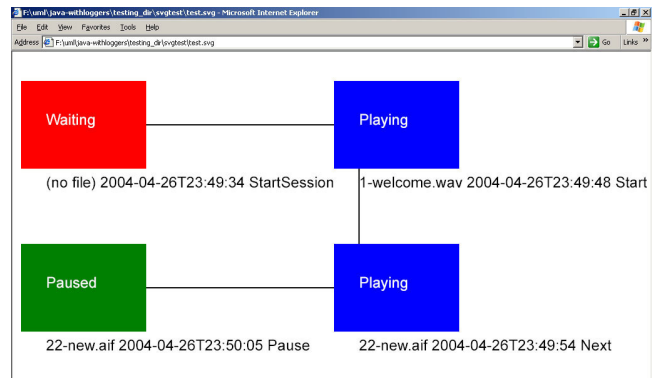 F:\uml\java-withloggers\testing_dir\svgtest\test.svg - Microsoft Internet Explorer
File Edit View Favorites Tools Help
Address F:\uml\java-withloggers\testing_dir\svgtest\test.svg Go Links »
Waiting Playing
(no file) 2004-04-26T23:49:34 StartSession 1-welcome.wav 2004-04-26T23:49:48 Start
Paused Playing
22-new.aif 2004-04-26T23:50:05 Pause 22-new.aif 2004-04-26T23:49:54 Next